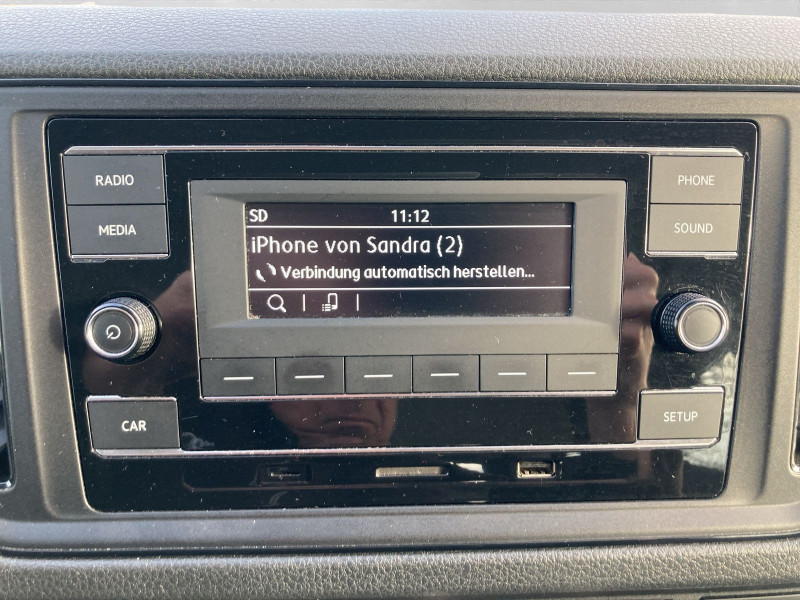 RADIO
PHONE
MEDIA
SOUND
SD 11:12
iPhone von Sandra (2)
Verbindung automatisch herstellen...
CAR
SETUP